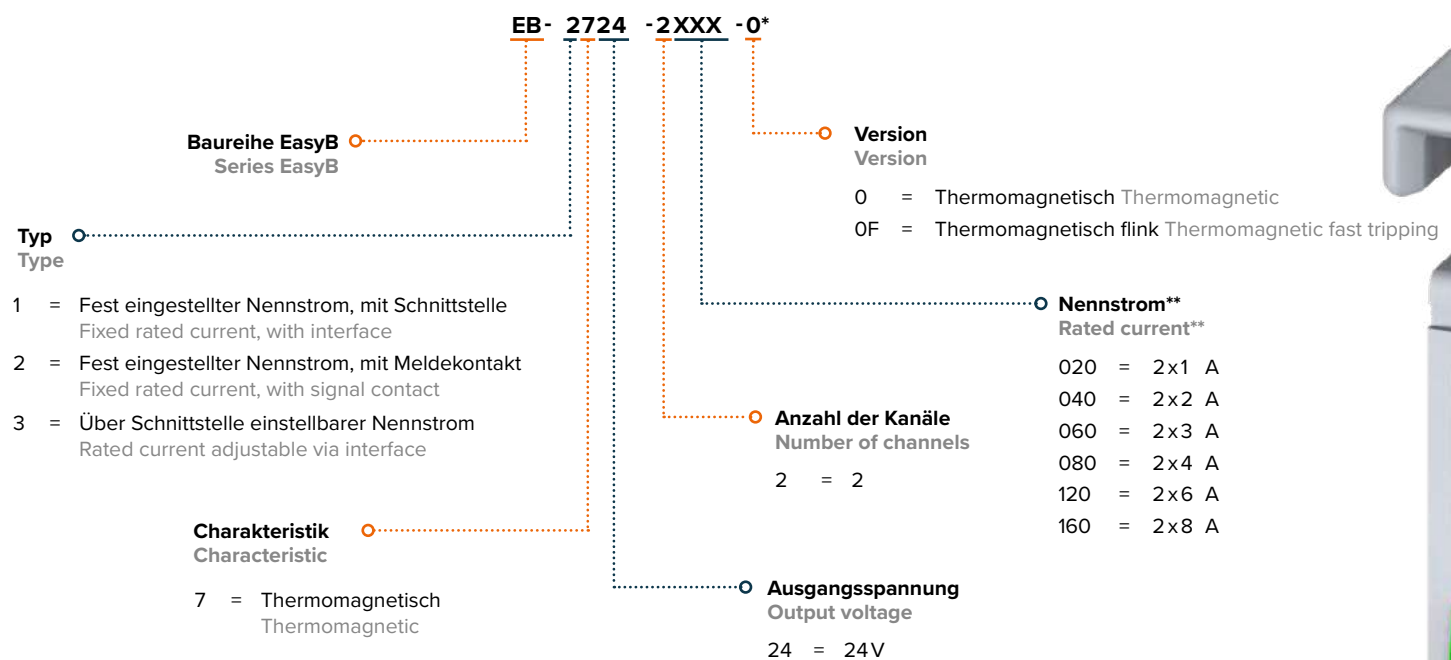 EB- 2724 -2XXX -0*
Baureihe EasyB
Series EasyB
Version
Version
0 = Thermomagnetisch Thermomagnetic
0F = Thermomagnetisch flink Thermomagnetic fast tripping
Typ
Type
1 = Fest eingestellter Nennstrom, mit Schnittstelle
Fixed rated current, with interface
2 = Fest eingestellter Nennstrom, mit Meldekontakt
Fixed rated current, with signal contact
3 = Über Schnittstelle einstellbarer Nennstrom
Rated current adjustable via interface
Nennstrom**
Rated current**
020 = 2x1 A
040 = 2x2 A
060 = 2x3 A
080 = 2x4 A
120 = 2x6 A
160 = 2x8 A
Anzahl der Kanäle
Number of channels
2 = 2
Charakteristik
Characteristic
7 = Thermomagnetisch
Thermomagnetic
Ausgangsspannung
Output voltage
24 = 24V